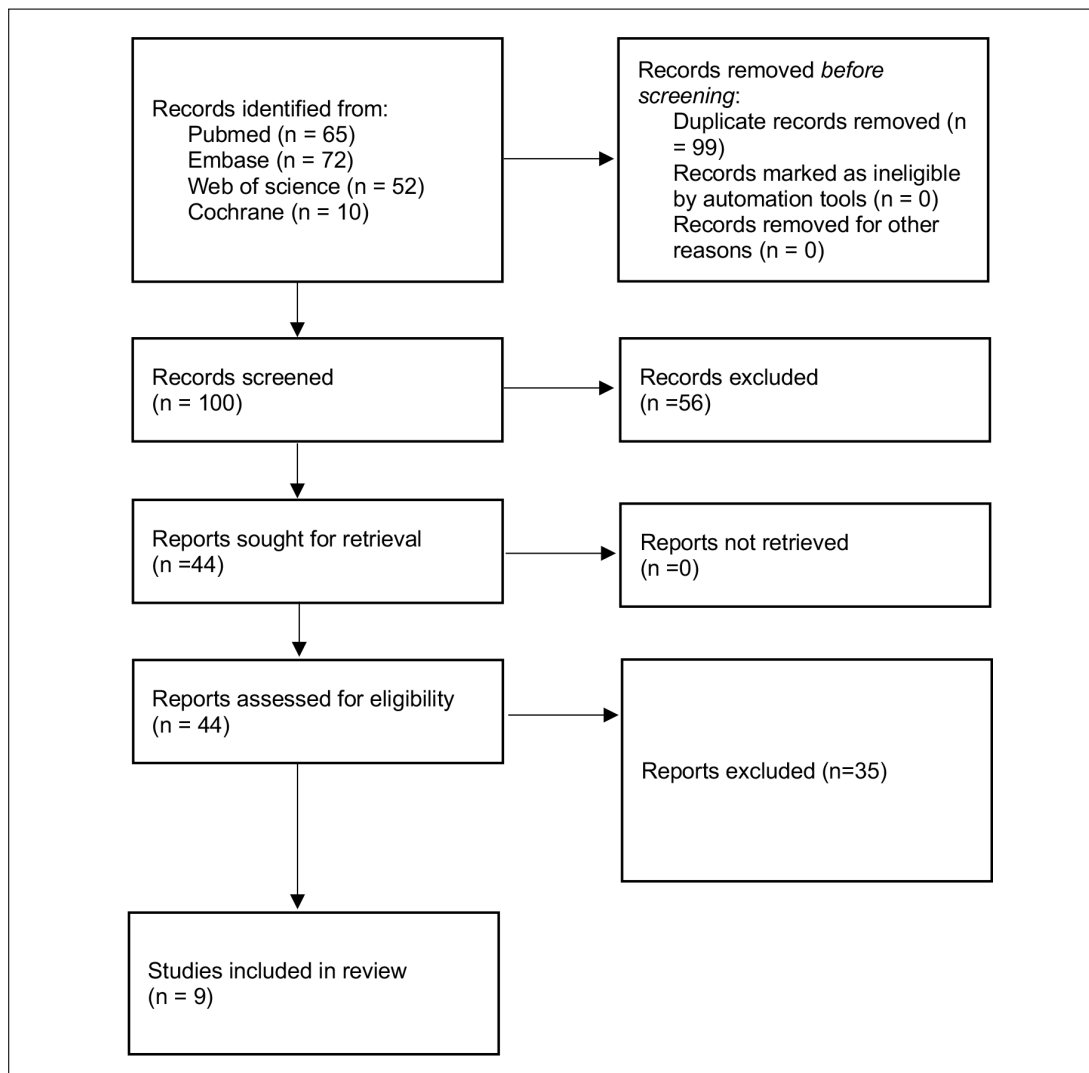 Records identified from:
Pubmed (n = 65)
Embase (n = 72)
Web of science (n = 52)
Cochrane (n = 10)
Records removed before
screening:
Duplicate records removed (n
= 99)
Records marked as ineligible
by automation tools (n = 0)
Records removed for other
reasons (n = 0)
Records screened
(n = 100)
Records excluded
(n =56)
Reports sought for retrieval
(n =44)
Reports not retrieved
(n =0)
Reports assessed for eligibility
(n = 44)
Reports excluded (n=35)
Studies included in review
(n = 9)